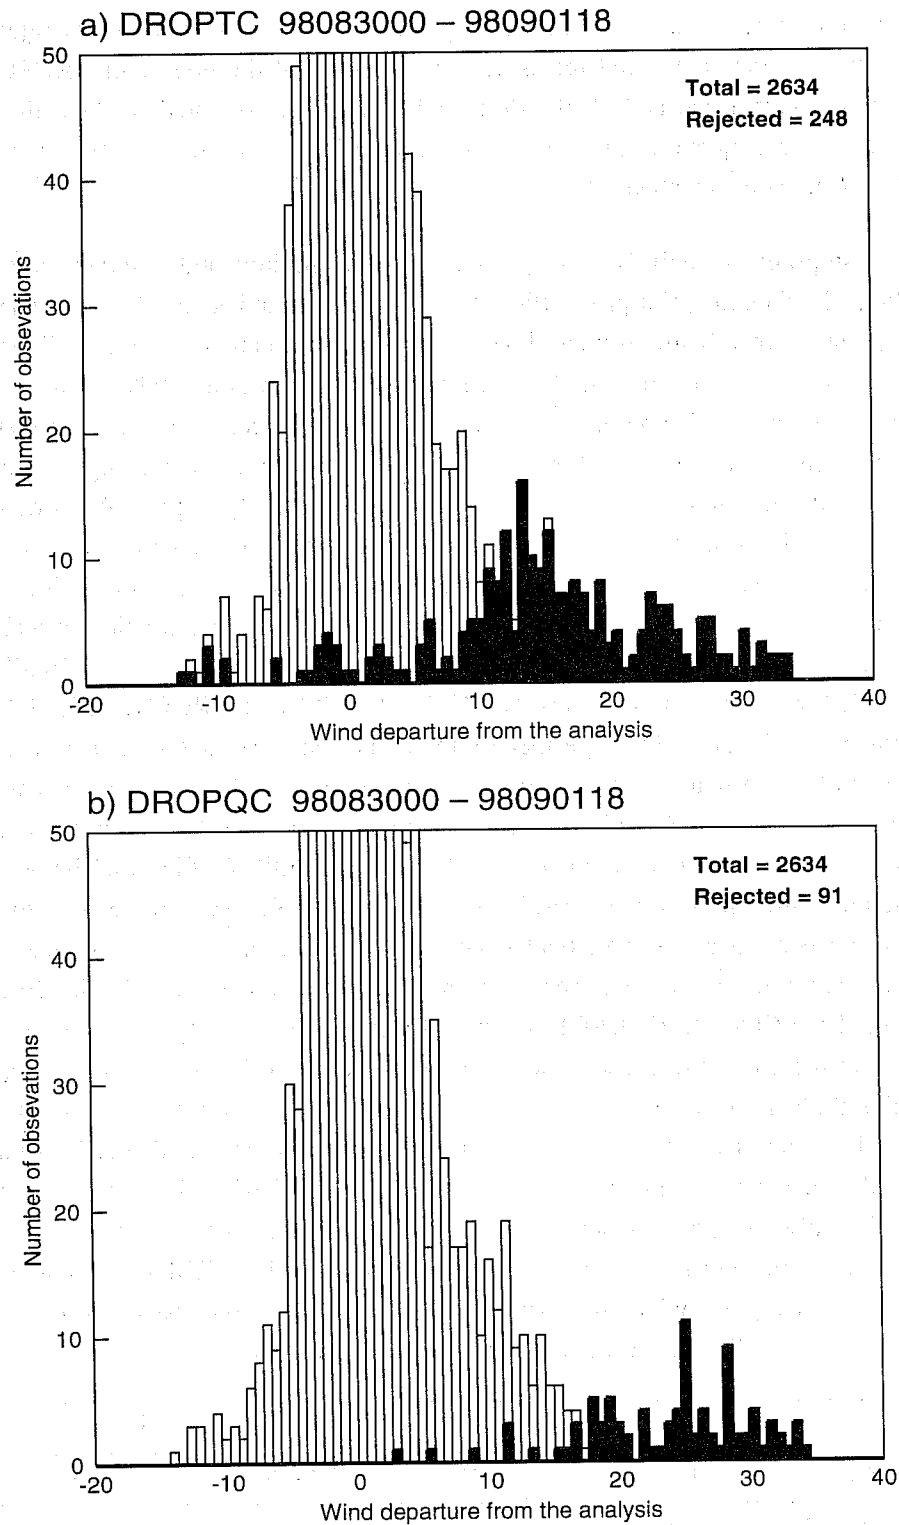 a) DROPTC 98083000 – 98090118
50
Total = 2634
Rejected = 248
40
30
20
10
0
Number of obsevations
-20 -10 0 10 20 30 40
Wind departure from the analysis
b) DROPQC 98083000 – 98090118
50
Total = 2634
Rejected = 91
40
30
20
10
0
Number of obsevations
-20 -10 0 10 20 30 40
Wind departure from the analysis